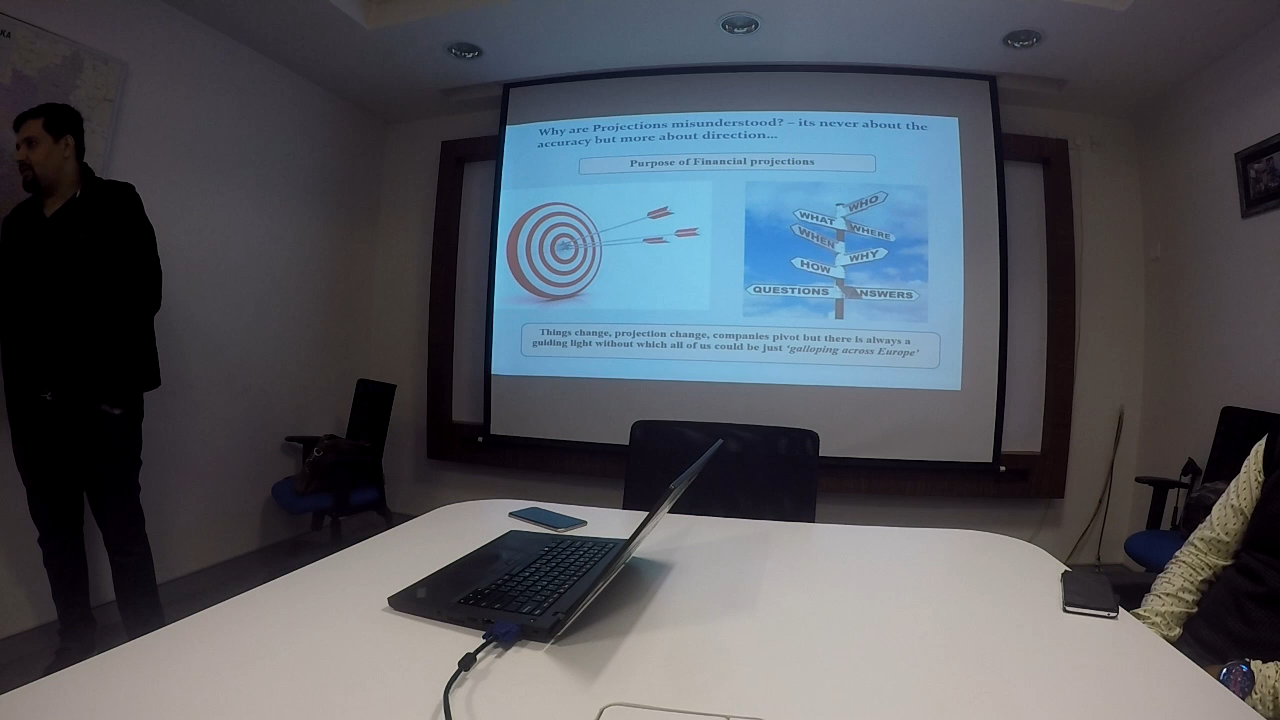 KA
Why are Projections misunderstood? – its never about the
accuracy but more about direction...
Purpose of Financial projections
WHO
WHAT
WHERE
WHEN
WHY
HOW
QUESTIONS
ANSWERS
Things change, projection change, companies pivot but there is always a
guiding light without which all of us could be just ‘galloping across Europe’